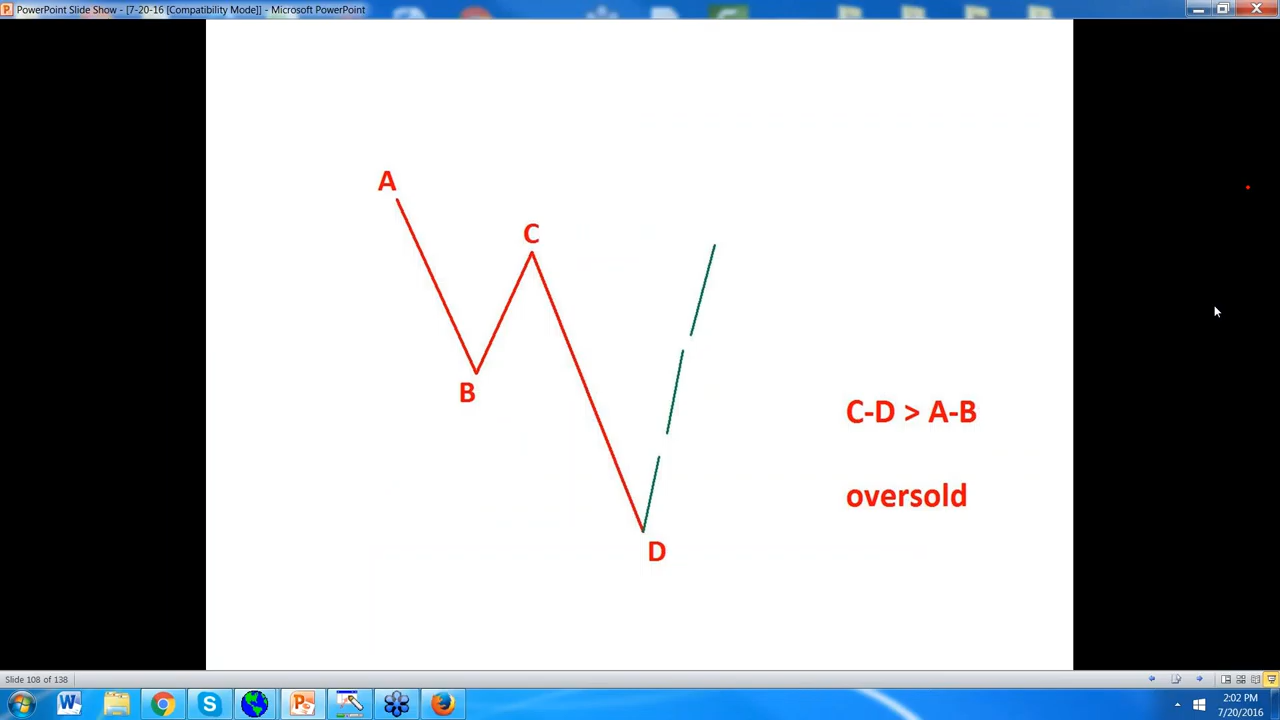 PowerPoint Slide Show - [7-20-16 [Compatibility Mode]] - Microsoft PowerPoint
A
C
B
C-D > A-B
oversold
D
Slide 108 of 138
2:02 PM
7/20/2016